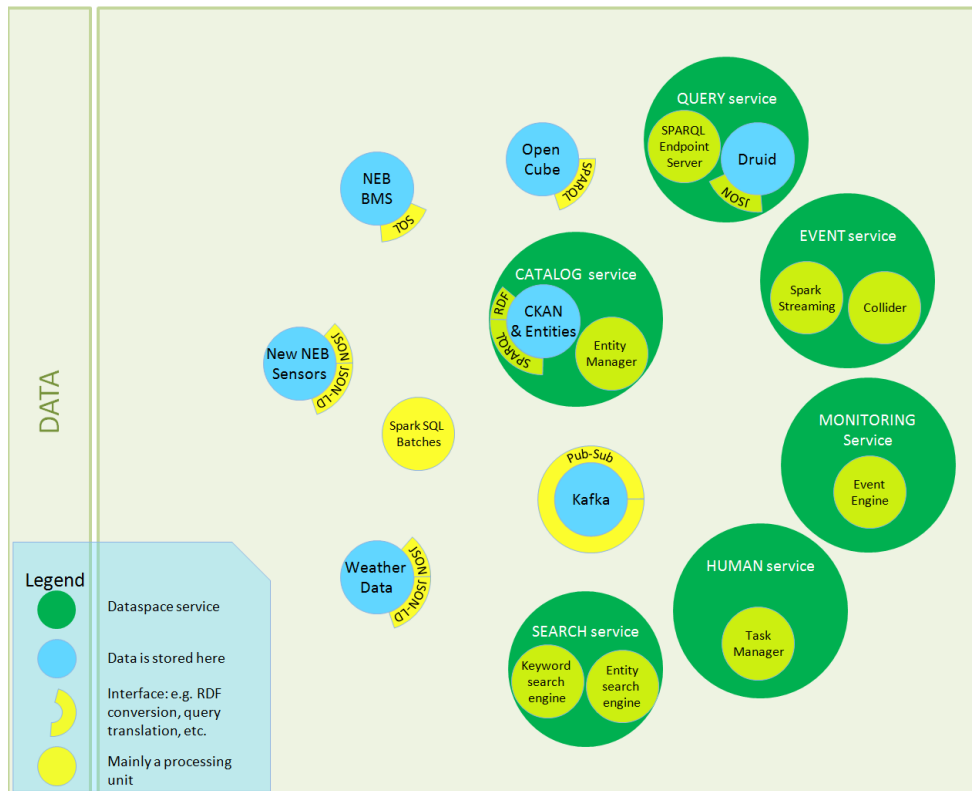 QUERY service
SPARQL
Endpoint
Server
Druid
JSON
Open
Cube
SPARQL
NEB
BMS
SQL
EVENT service
Spark
Streaming
Collider
CATALOG service
RDF
SPARQL
CKAN
& Entities
Entity
Manager
New NEB
Sensors
JSON
JSON-LD
DATA
Spark SQL
Batches
MONITORING
Service
Event
Engine
Pub-Sub
Kafka
Weather
Data
JSON
JSON-LD
HUMAN service
Task
Manager
SEARCH service
Keyword
search
engine
Entity
search
engine
Legend
Dataspace service
Data is stored here
Interface: e.g. RDF
conversion, query
translation, etc.
Mainly a processing
unit